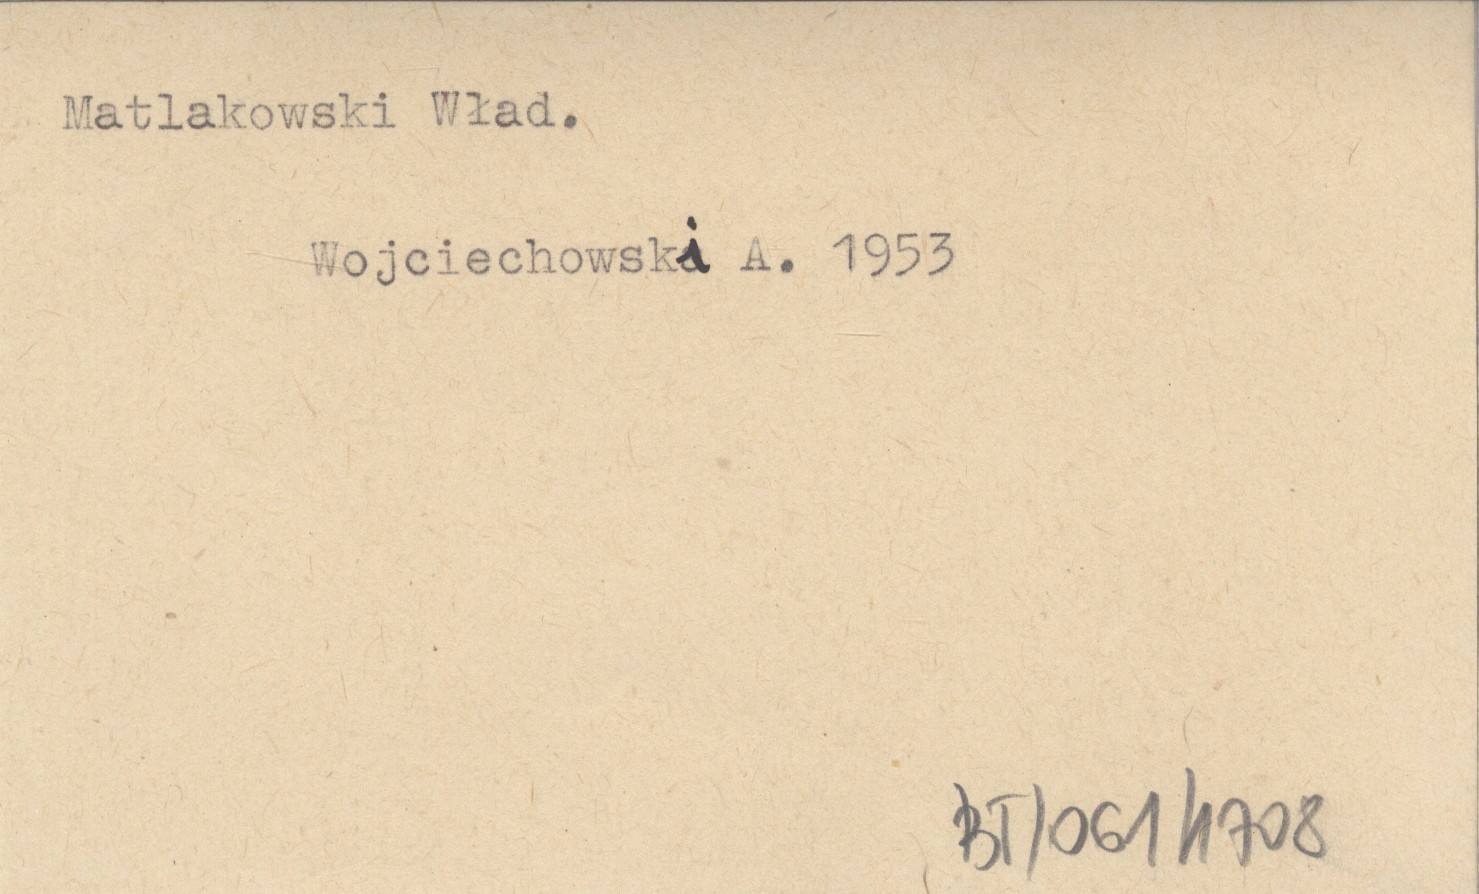 Matlakowski Wład.
Wojciechowski A. 1953
BT/061/1708